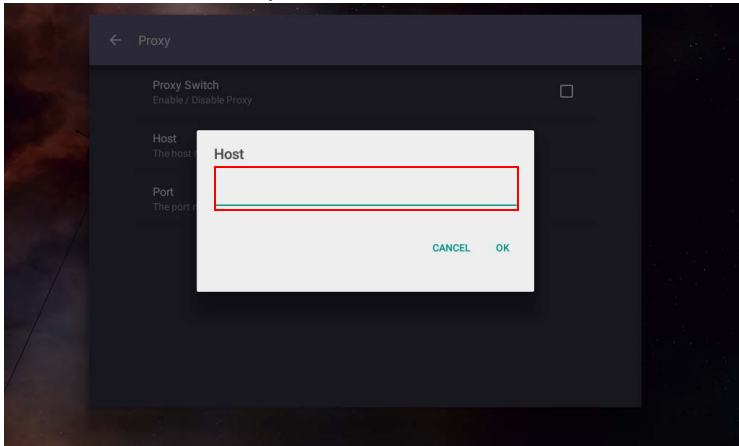 Proxy
Proxy Switch
Enable / Disable Proxy
Host
The host
Port
The port
Host
CANCEL OK